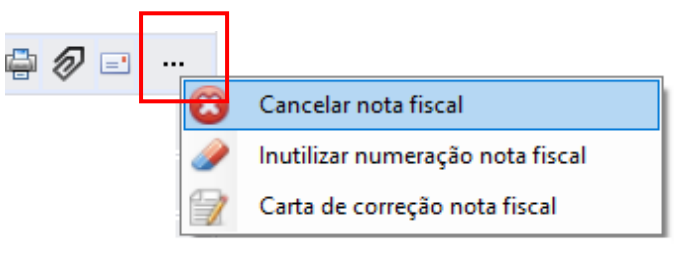 ...
Cancelar nota fiscal
Inutilizar numeração nota fiscal
Carta de correção nota fiscal